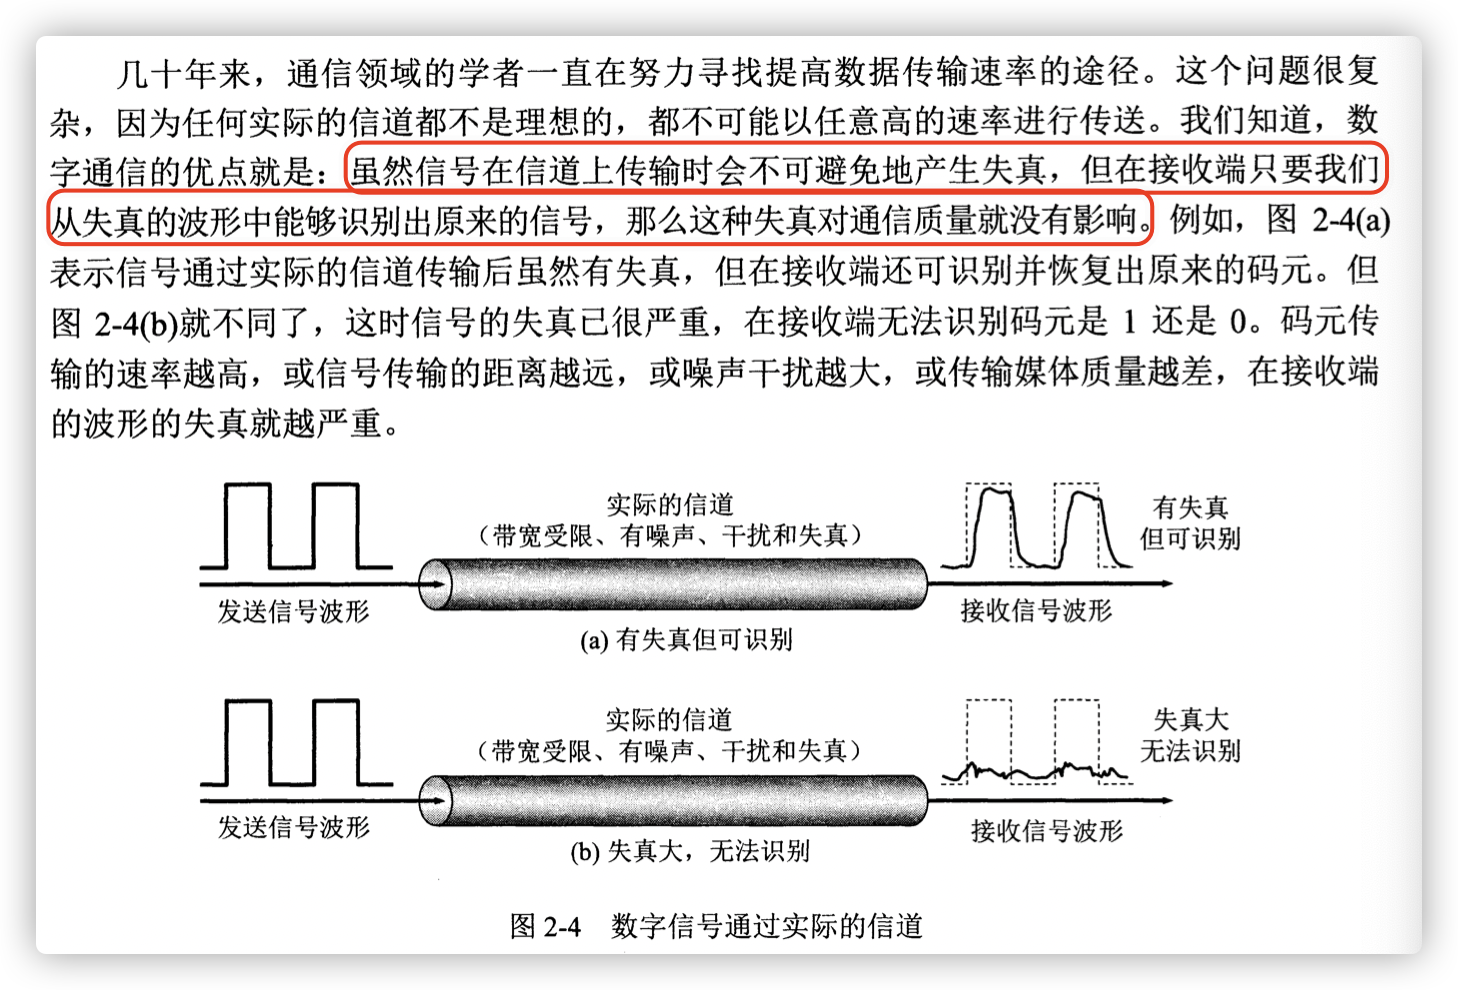 几十年来，通信领域的学者一直在努力寻找提高数据传输速率的途径。这个问题很复
杂，因为任何实际的信道都不是理想的，都不可能以任意高的速率进行传送。我们知道，数
字通信的优点就是：虽然信号在信道上传输时会不可避免地产生失真，但在接收端只要我们
从失真的波形中能够识别出原来的信号，那么这种失真对通信质量就没有影响。例如，图 2-4(a)
表示信号通过实际的信道传输后虽然有失真，但在接收端还可识别并恢复出原来的码元。但
图 2-4(b)就不同了，这时信号的失真已很严重，在接收端无法识别码元是 1 还是 0。码元传
输的速率越高，或信号传输的距离越远，或噪声干扰越大，或传输媒体质量越差，在接收端
的波形的失真就越严重。
实际的信道
（带宽受限、有噪声、干扰和失真）
有失真
但可识别
发送信号波形
接收信号波形
(a) 有失真但可识别
实际的信道
（带宽受限、有噪声、干扰和失真）
失真大
无法识别
发送信号波形
接收信号波形
(b) 失真大，无法识别
图 2-4 数字信号通过实际的信道